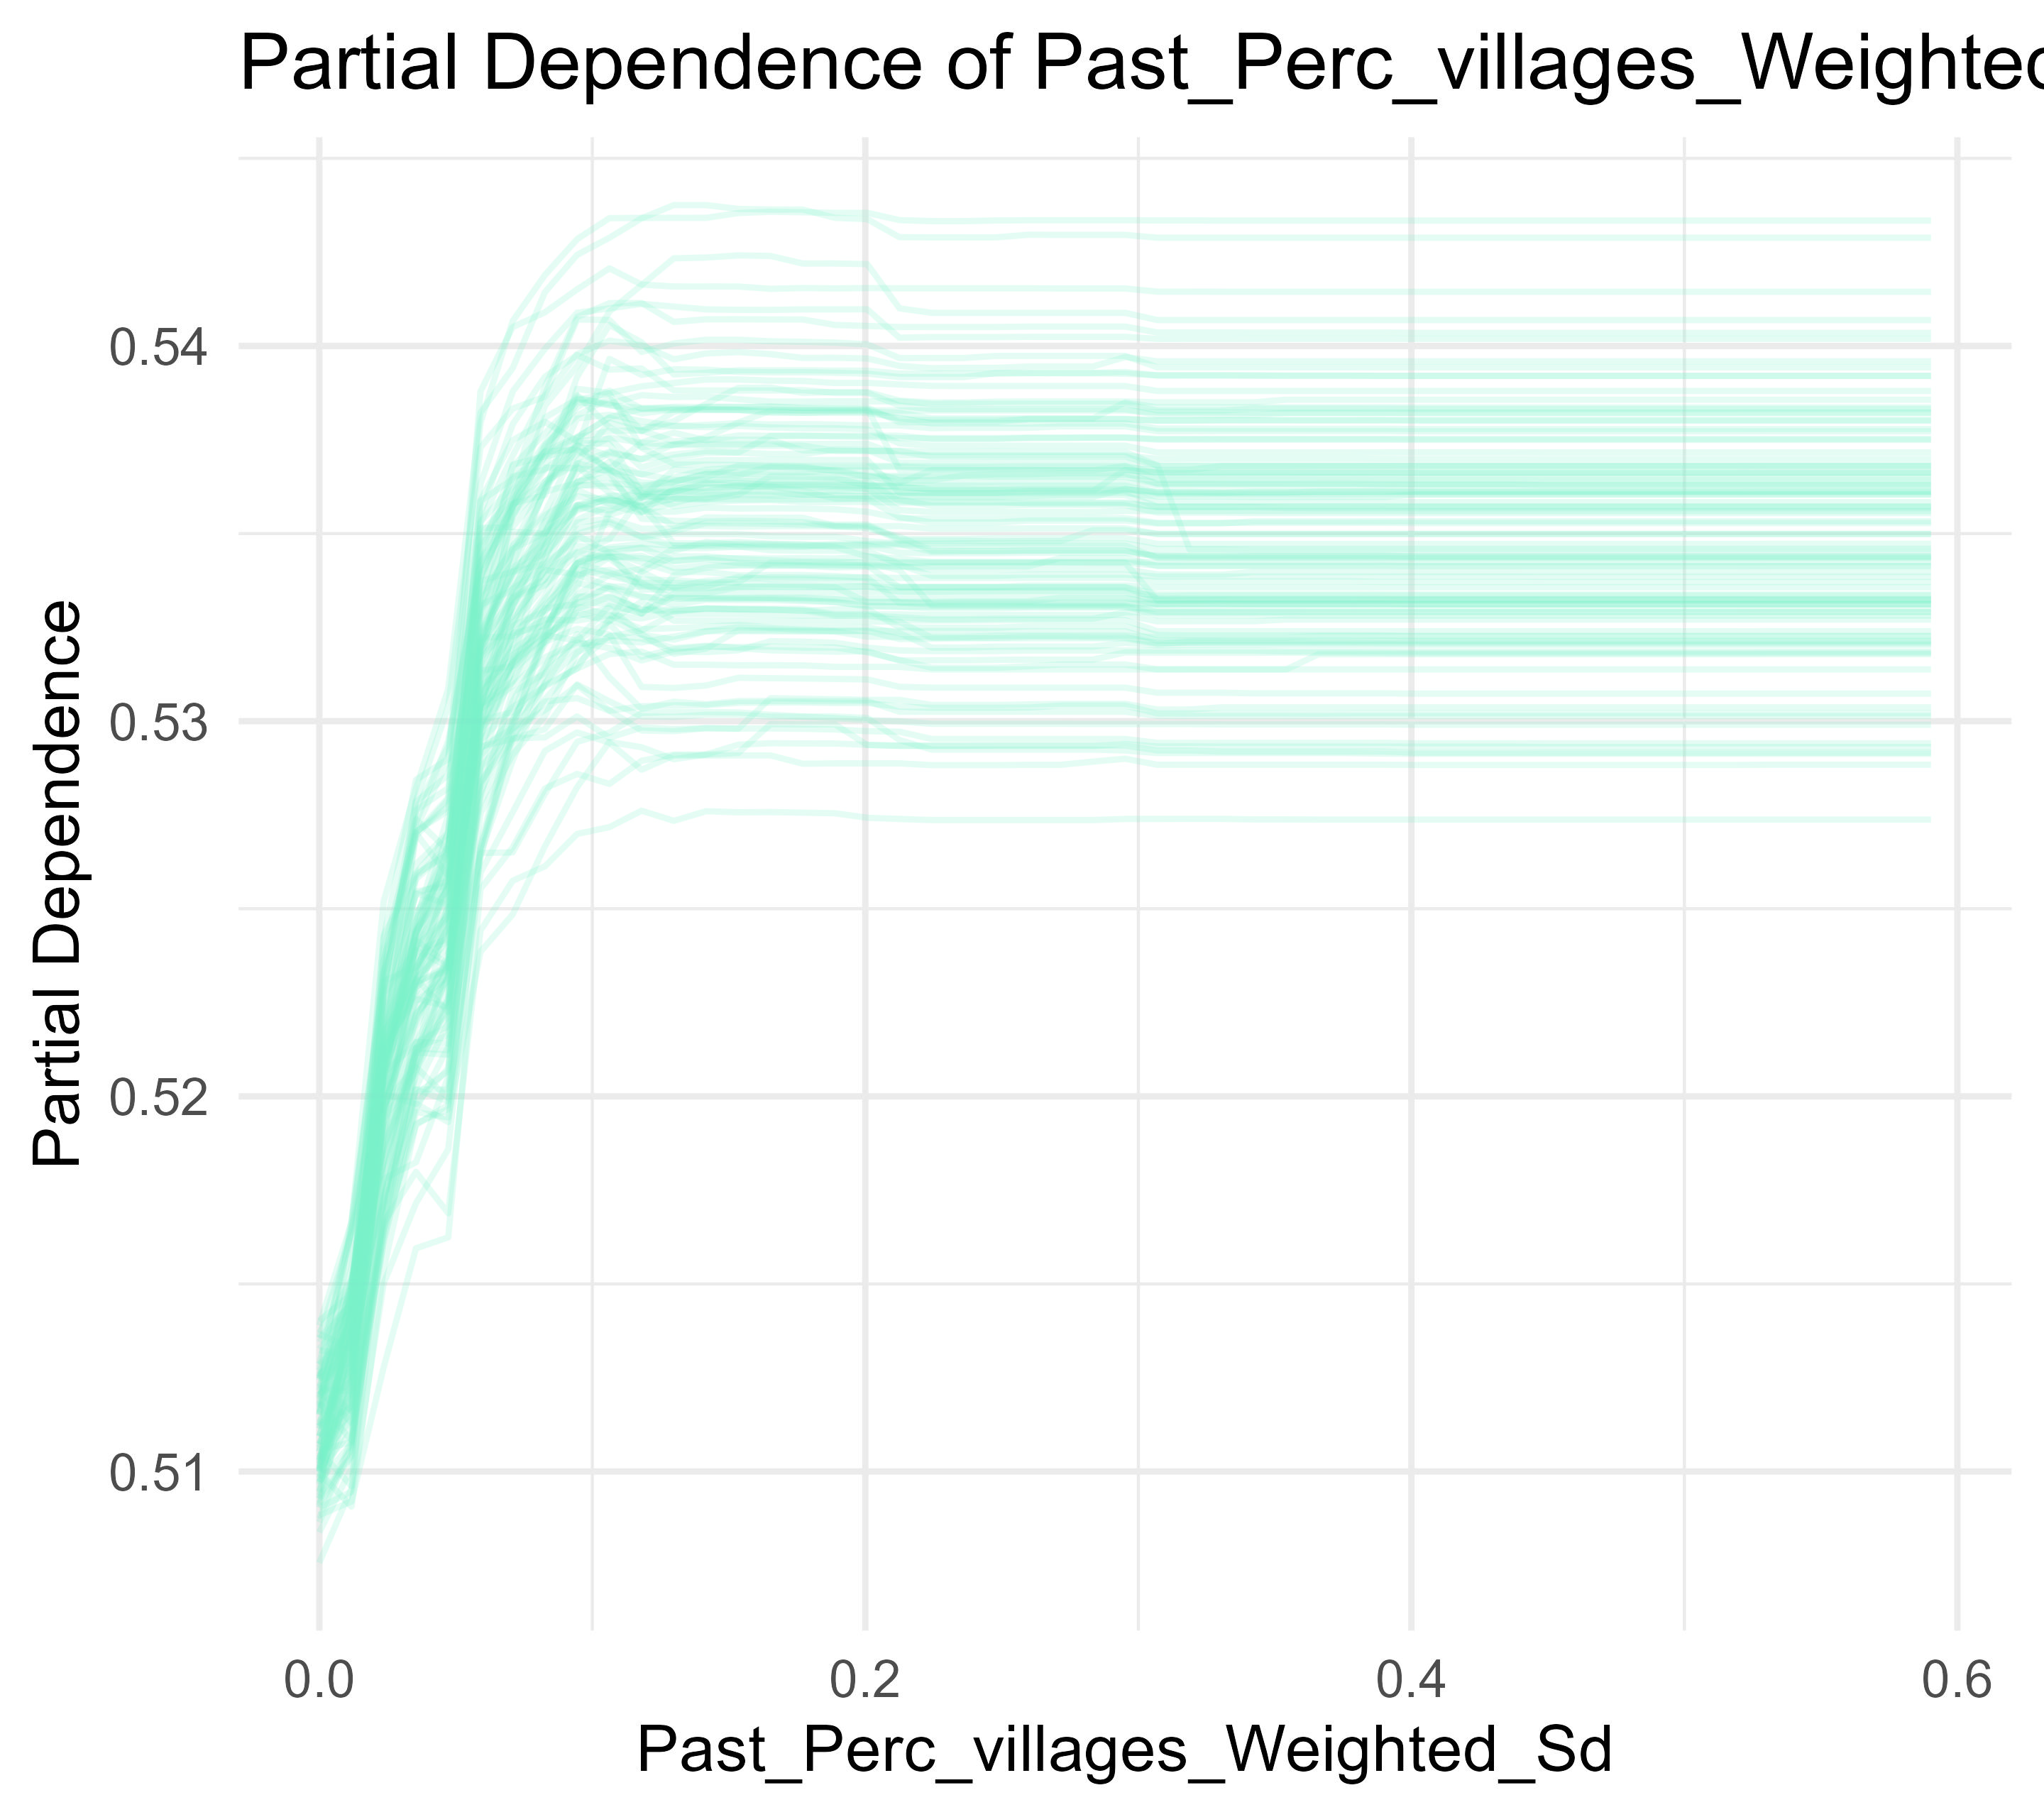 Partial Dependence of Past_Perc_villages_Weighted
Partial Dependence
0.54
0.53
0.52
0.51
0.0 0.2 0.4 0.6
Past_Perc_villages_Weighted_Sd